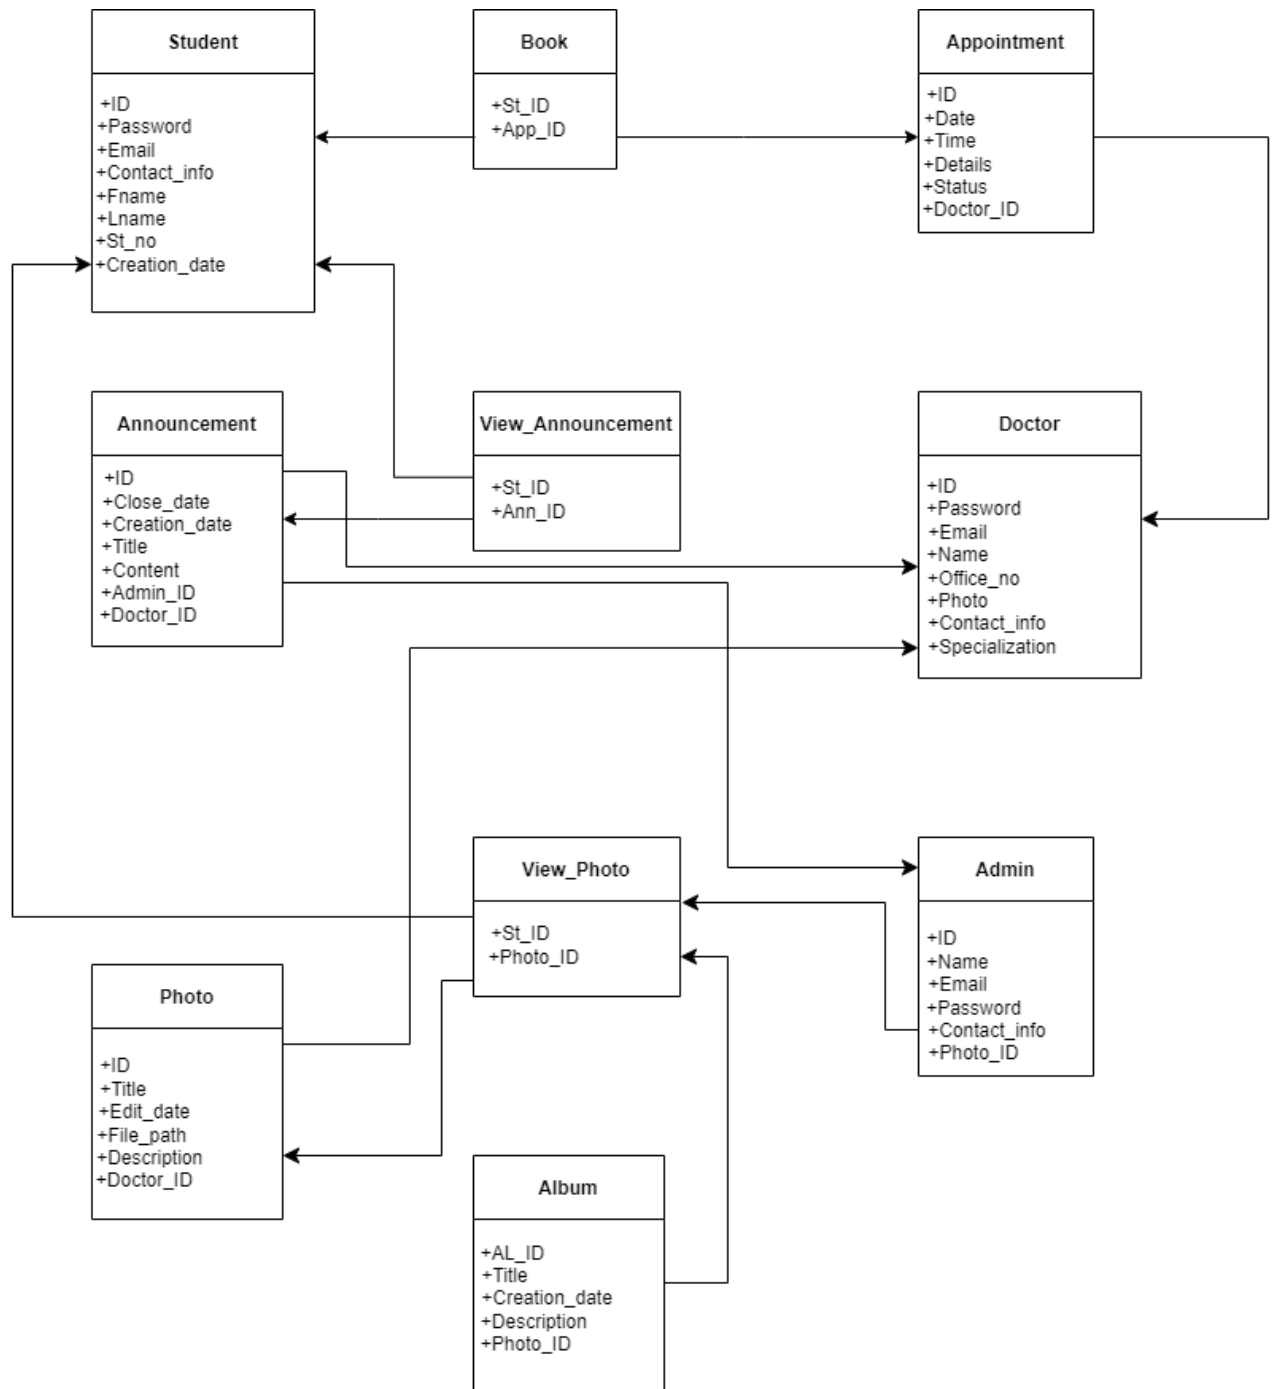 Student
+ID
+Password
+Email
+Contact_info
+Fname
+Lname
+St_no
+Creation_date
Book
+St_ID
+App_ID
Appointment
+ID
+Date
+Time
+Details
+Status
+Doctor_ID
Announcement
+ID
+Close_date
+Creation_date
+Title
+Content
+Admin_ID
+Doctor_ID
View_Announcement
+St_ID
+Ann_ID
Doctor
+ID
+Password
+Email
+Name
+Office_no
+Photo
+Contact_info
+Specialization
View_Photo
+St_ID
+Photo_ID
Admin
+ID
+Name
+Email
+Password
+Contact_info
+Photo_ID
Photo
+ID
+Title
+Edit_date
+File_path
+Description
+Doctor_ID
Album
+AL_ID
+Title
+Creation_date
+Description
+Photo_ID